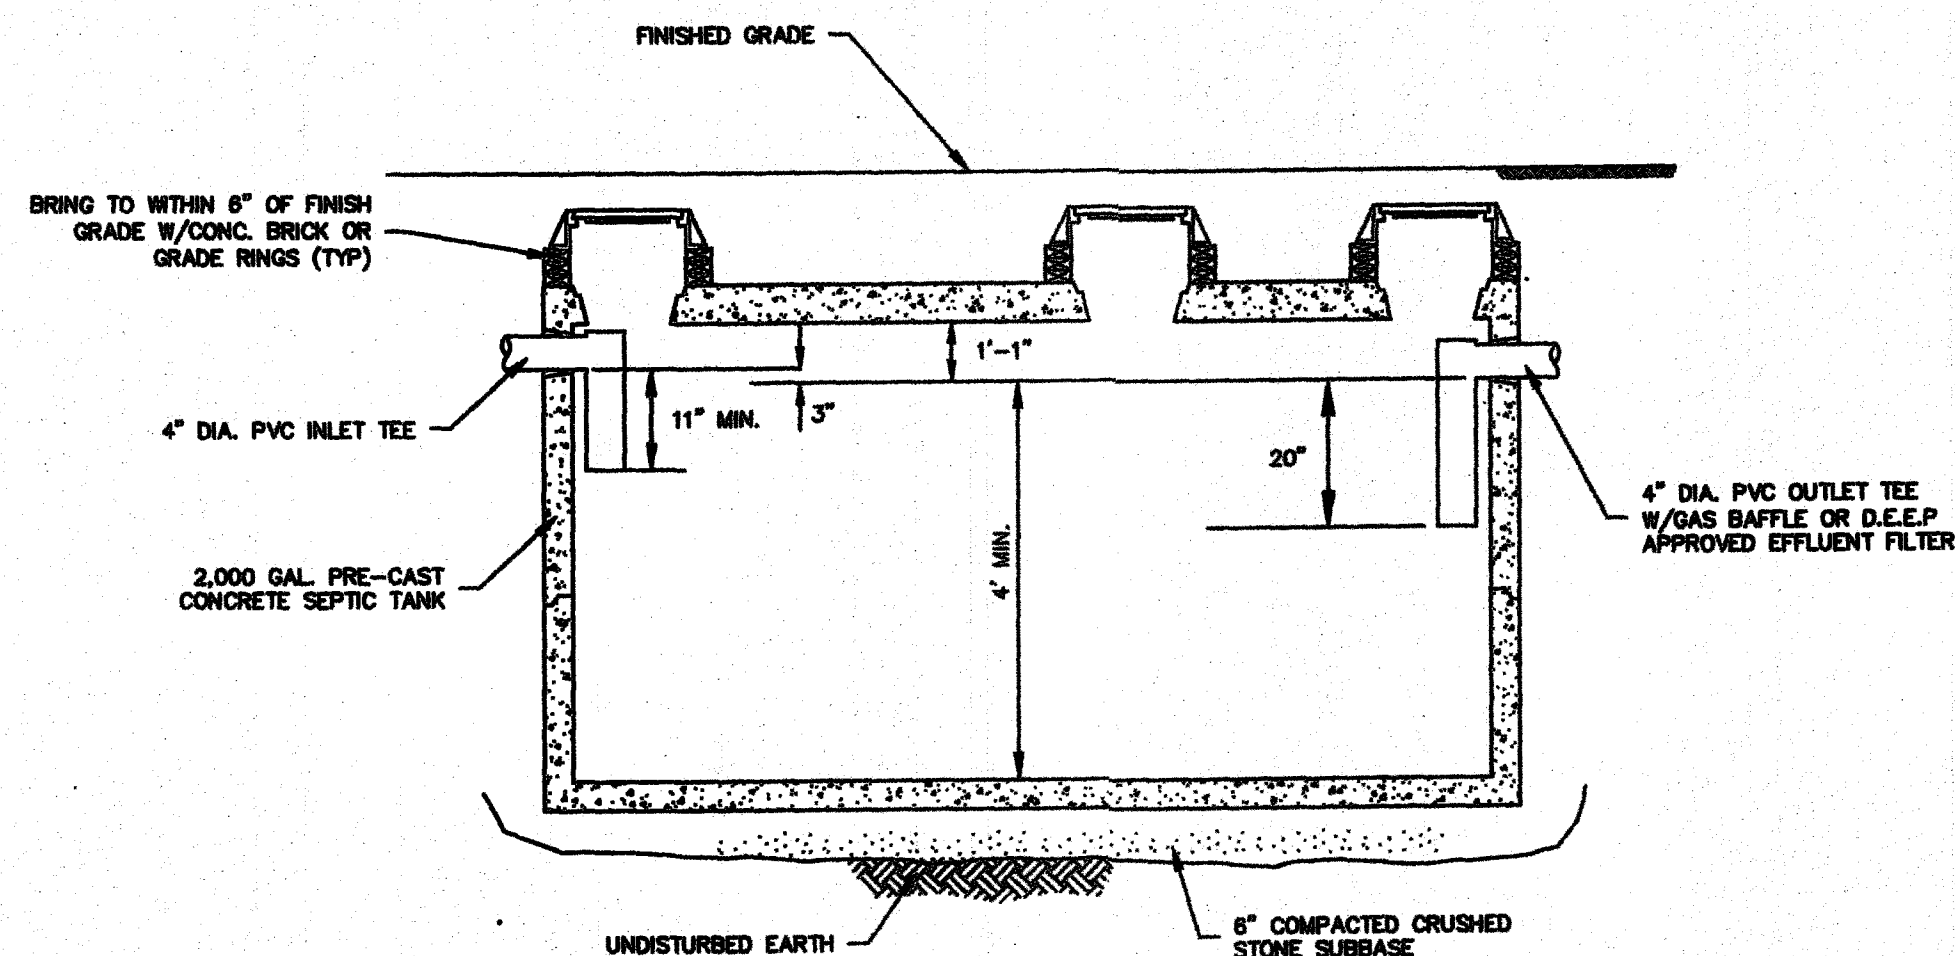 FINISHED GRADE
BRING TO WITHIN 6" OF FINISH
GRADE W/CONC. BRICK OR
GRADE RINGS (TYP)
1'-1"
4" DIA. PVC INLET TEE
11" MIN.
3"
20"
4" DIA. PVC OUTLET TEE
W/GAS BAFFLE OR D.E.E.P
APPROVED EFFLUENT FILTER
4' MIN.
2,000 GAL. PRE-CAST
CONCRETE SEPTIC TANK
UNDISTURBED EARTH
6" COMPACTED CRUSHED
STONE SUBBASE